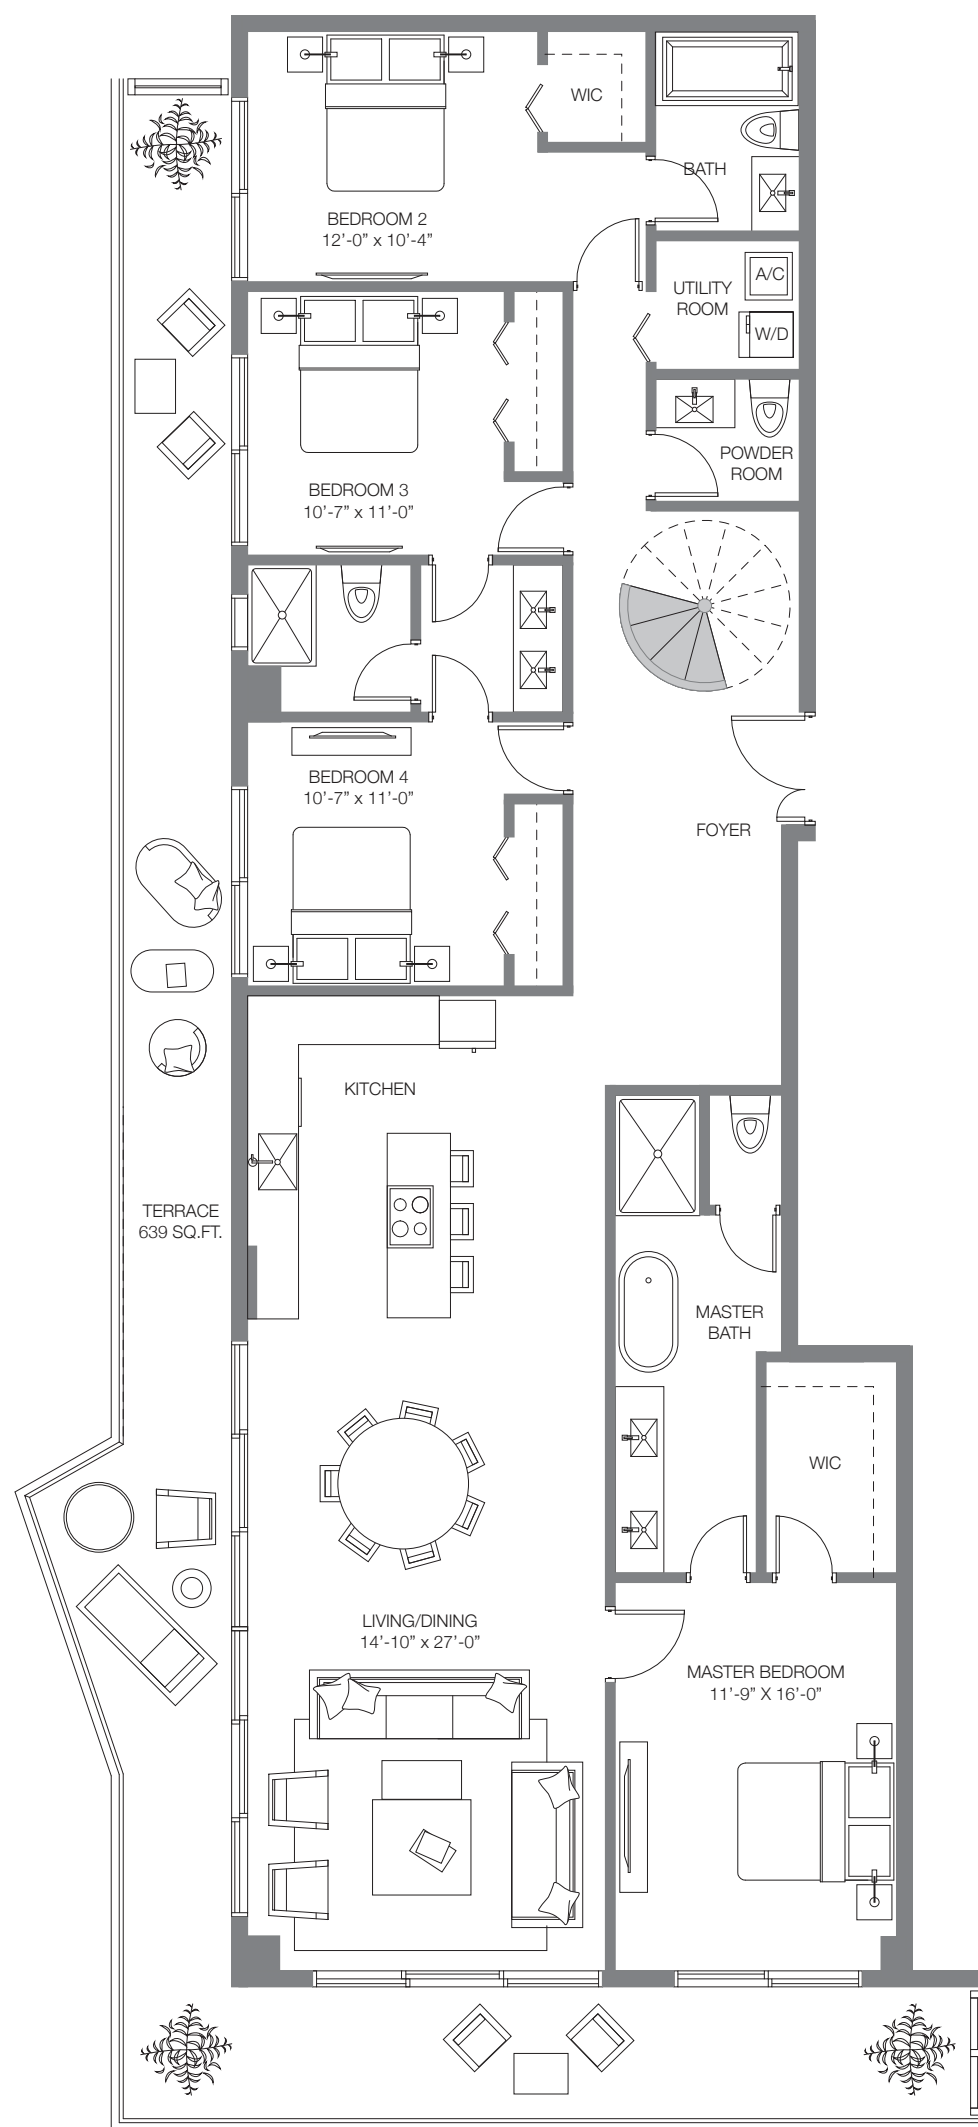 WIC
BATH
BEDROOM 2
12'-0” x 10'-4”
A/C
UTILITY
ROOM
W/D
POWDER
ROOM
BEDROOM 3
10'-7” x 11'-0”
BEDROOM 4
10'-7” x 11'-0”
FOYER
KITCHEN
TERRACE
639 SQ.FT.
MASTER
BATH
WIC
LIVING/DINING
14'-10” x 27'-0”
MASTER BEDROOM
11'-9” X 16'-0”